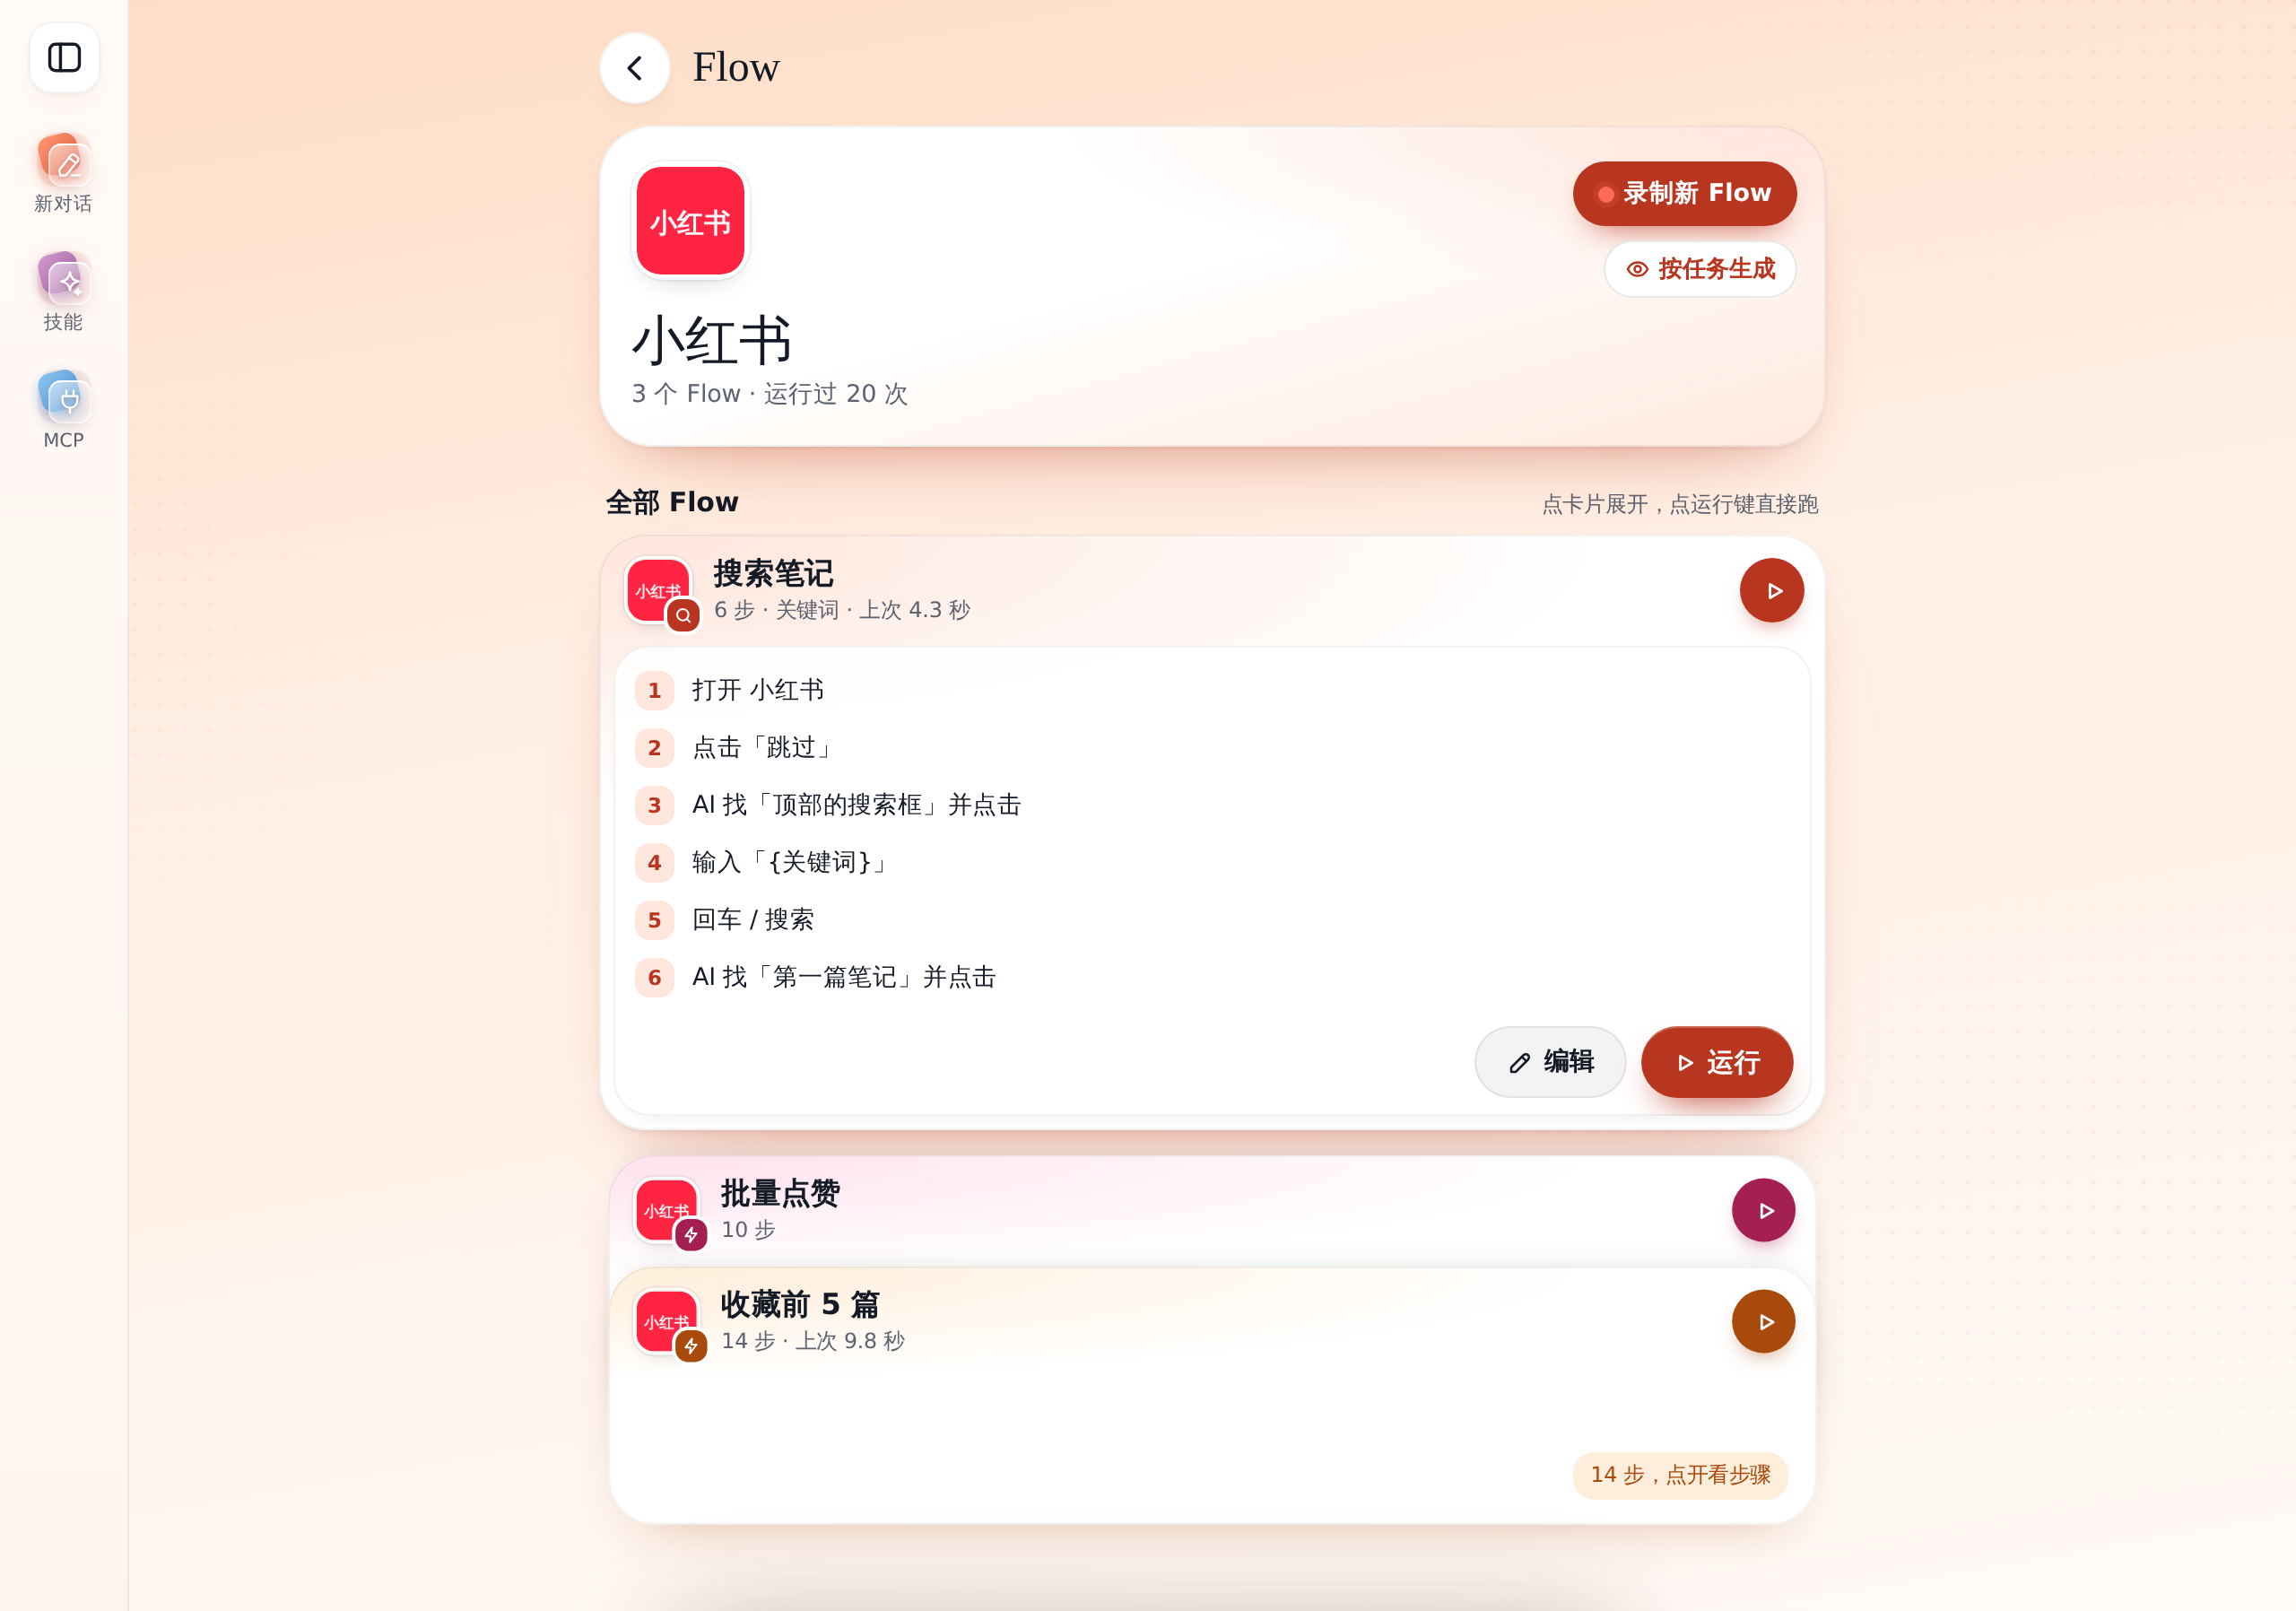 Flow
新对话
技能
MCP
小红书
录制新 Flow
按任务生成
小红书
3 个 Flow · 运行过 20 次
全部 Flow
点卡片展开，点运行键直接跑
小红书
搜索笔记
6 步 · 关键词 · 上次 4.3 秒
1 打开 小红书
2 点击「跳过」
3 AI 找「顶部的搜索框」并点击
4 输入「{关键词}」
5 回车 / 搜索
6 AI 找「第一篇笔记」并点击
编辑
运行
小红书
批量点赞
10 步
小红书
收藏前 5 篇
14 步 · 上次 9.8 秒
14 步，点开看步骤